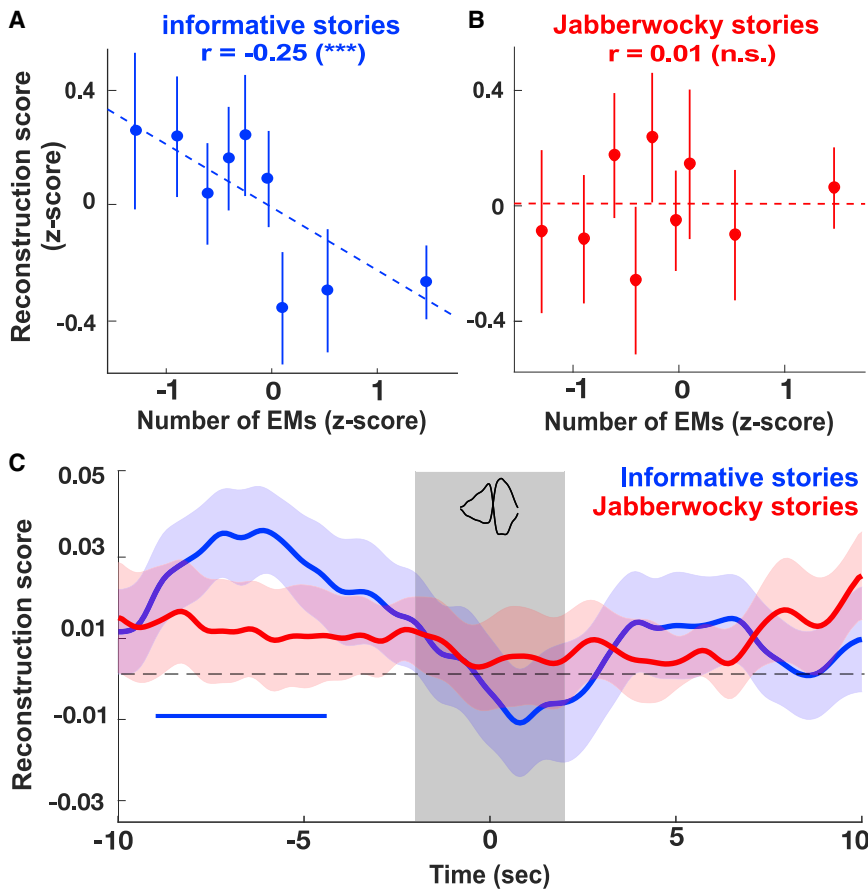 A
informative stories
r = -0.25 (***)
Reconstruction score
(z-score)
0.4
0
-0.4
-1
0
1
Number of EMs (z-score)
B
Jabberwocky stories
r = 0.01 (n.s.)
0.4
0
-0.4
-1
0
1
Number of EMs (z-score)
C
Informative stories
Jabberwocky stories
Reconstruction score
0.05
0.03
0.01
-0.01
-0.03
-10
-5
0
5
10
Time (sec)